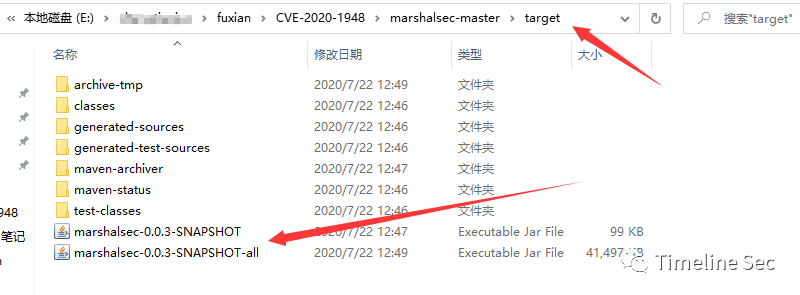 « 本地磁盘 (E:) › › fuxian › CVE-2020-1948 › marshalsec-master › target 搜索"target"
名称 修改日期 类型 大小
archive-tmp 2020/7/22 12:49 文件夹
classes 2020/7/22 12:46 文件夹
generated-sources 2020/7/22 12:46 文件夹
generated-test-sources 2020/7/22 12:46 文件夹
maven-archiver 2020/7/22 12:47 文件夹
maven-status 2020/7/22 12:46 文件夹
test-classes 2020/7/22 12:46 文件夹
948
marshalsec-0.0.3-SNAPSHOT 2020/7/22 12:47 Executable Jar File 99 KB
笔记
marshalsec-0.0.3-SNAPSHOT-all 2020/7/22 12:49 Executable Jar File 41,497 KB
Timeline Sec